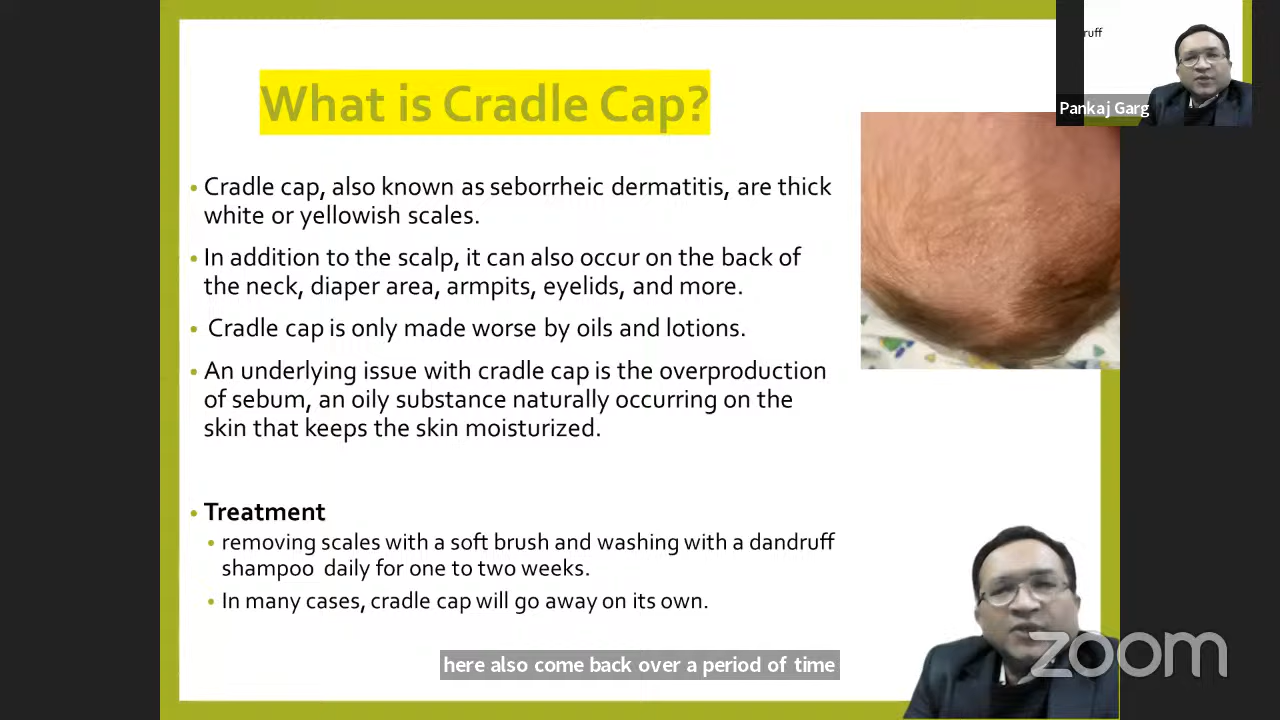 What is Cradle Cap?
ruff
Pankaj Garg
• Cradle cap, also known as seborrheic dermatitis, are thick
white or yellowish scales.
• In addition to the scalp, it can also occur on the back of
the neck, diaper area, armpits, eyelids, and more.
• Cradle cap is only made worse by oils and lotions.
• An underlying issue with cradle cap is the overproduction
of sebum, an oily substance naturally occurring on the
skin that keeps the skin moisturized.
• Treatment
• removing scales with a soft brush and washing with a dandruff
shampoo daily for one to two weeks.
• In many cases, cradle cap will go away on its own.
zoom
here also come back over a period of time